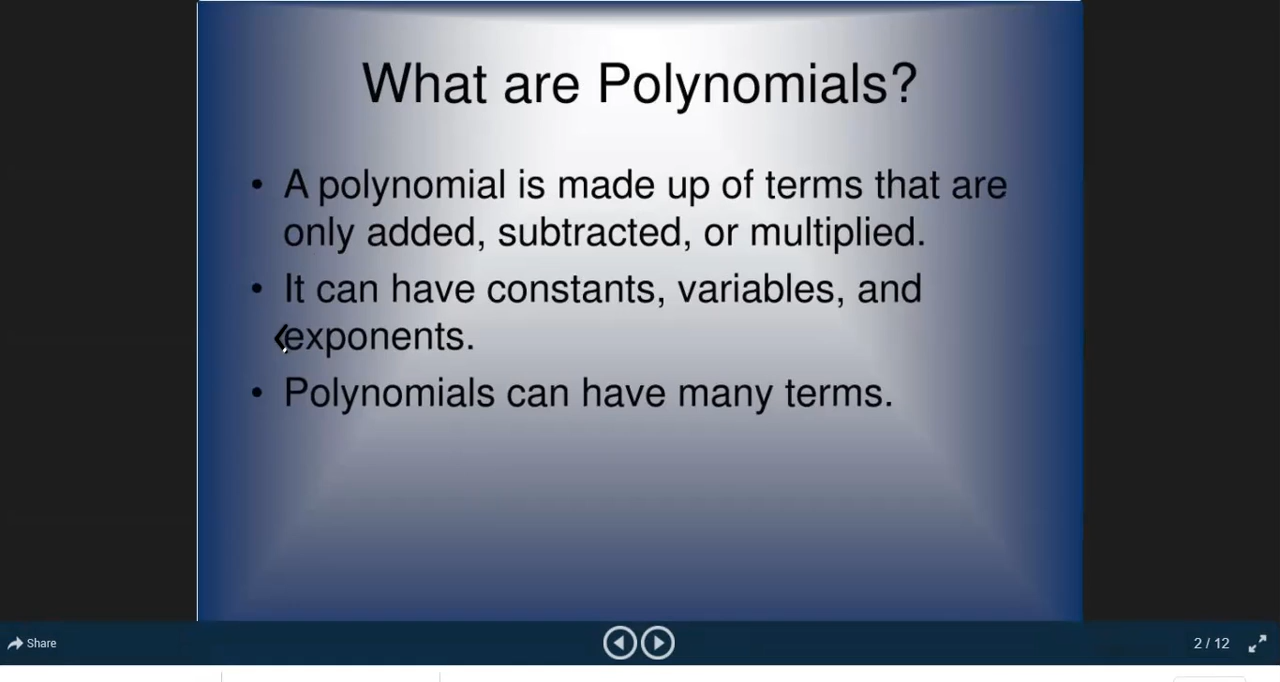 What are Polynomials?
• A polynomial is made up of terms that are
only added, subtracted, or multiplied.
• It can have constants, variables, and
exponents.
• Polynomials can have many terms.
Share
2 / 12